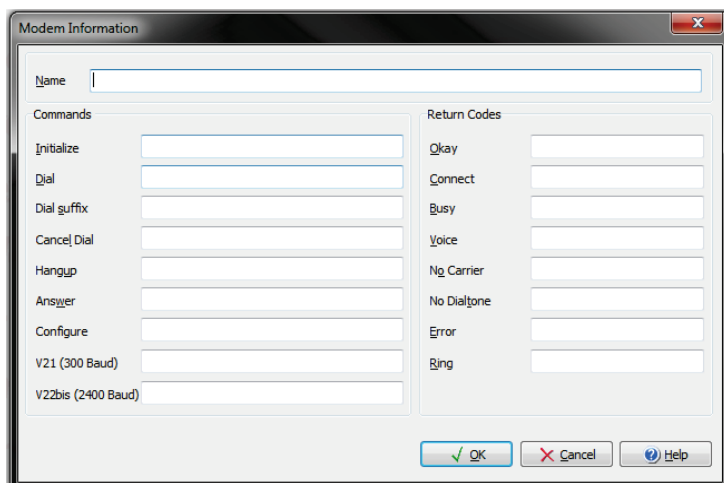 Modem Information
Name
Commands
Initialize
Dial
Dial suffix
Cancel Dial
Hangup
Answer
Configure
V21 (300 Baud)
V22bis (2400 Baud)
Return Codes
Okay
Connect
Busy
Voice
No Carrier
No Dialtone
Error
Ring
OK
Cancel
Help